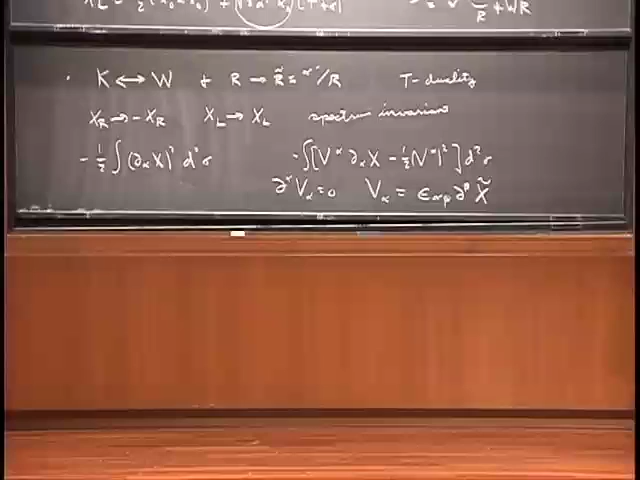 · K ↔ W + R → R̃ = α'/R T-duality
X_R → - X_R X_L → X_L spectrum invariant
-½ ∫ (∂_α X)² d²σ -∫ [V^α ∂_α X - ½ (V^α)²] d²σ
∂^α V_α = 0 V_α = ε_αβ ∂^β X̃